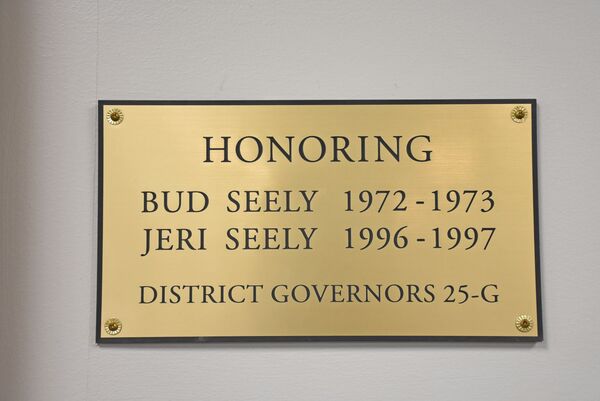 HONORING
BUD SEELY 1972-1973
JERI SEELY 1996-1997
DISTRICT GOVERNORS 25-G